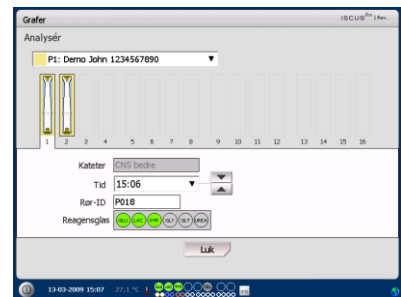 Grafer
ISCUS
Analysér
P1: Demo John 1234567890
1 2 3 4 5 6 7 8 9 10 11 12 13 14 15 16
Kateter CNS bedre
Tid 15:06
Rør-ID P018
Reagensglas GLU LAC PYR GLY GLT UREA
Luk
13-03-2009 15:07 27,1 °C